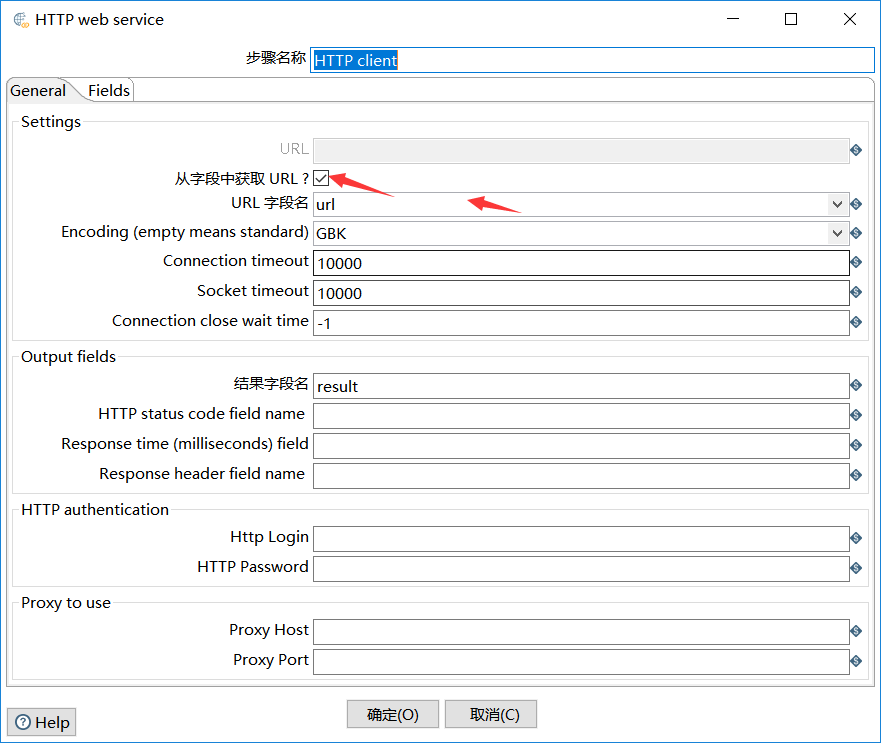 HTTP web service
步骤名称 HTTP client
General Fields
Settings
URL
从字段中获取 URL ?
URL 字段名 url
Encoding (empty means standard) GBK
Connection timeout 10000
Socket timeout 10000
Connection close wait time -1
Output fields
结果字段名 result
HTTP status code field name
Response time (milliseconds) field
Response header field name
HTTP authentication
Http Login
HTTP Password
Proxy to use
Proxy Host
Proxy Port
Help 确定(O) 取消(C)